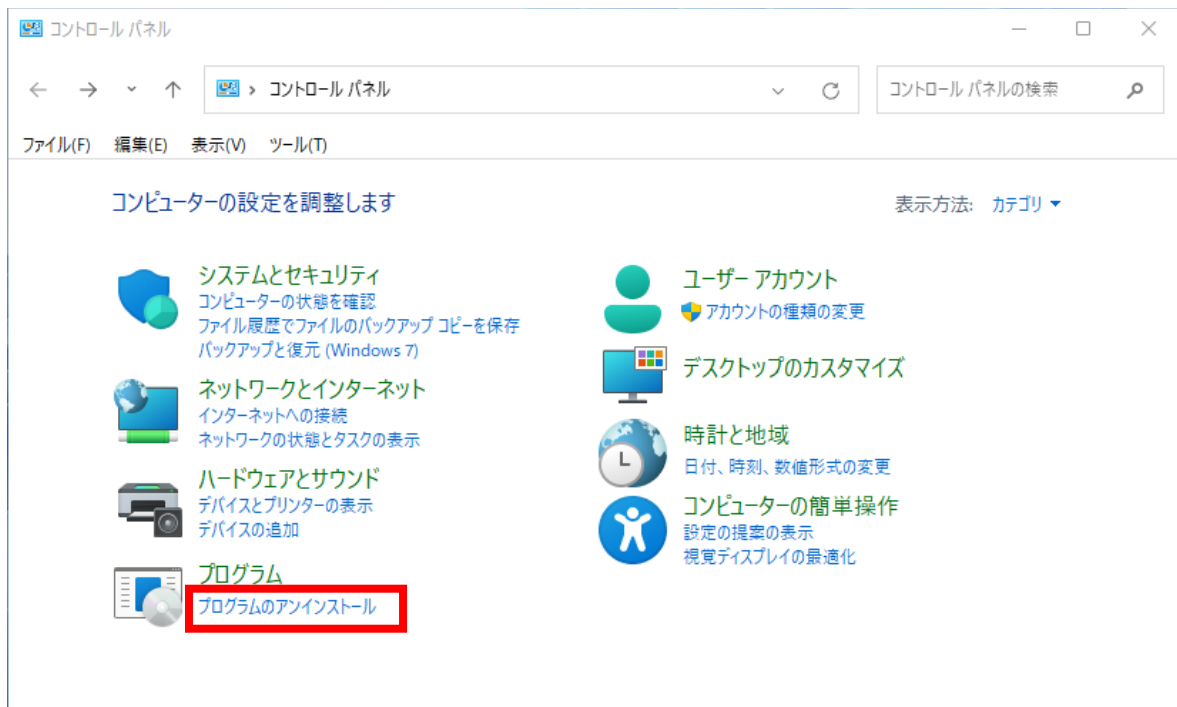 コントロール パネル
コントロール パネル
コントロール パネルの検索
ファイル(F) 編集(E) 表示(V) ツール(T)
コンピューターの設定を調整します
表示方法: カテゴリ
システムとセキュリティ
コンピューターの状態を確認
ファイル履歴でファイルのバックアップ コピーを保存
バックアップと復元 (Windows 7)
ネットワークとインターネット
インターネットへの接続
ネットワークの状態とタスクの表示
ハードウェアとサウンド
デバイスとプリンターの表示
デバイスの追加
プログラム
プログラムのアンインストール
ユーザー アカウント
アカウントの種類の変更
デスクトップのカスタマイズ
時計と地域
日付、時刻、数値形式の変更
コンピューターの簡単操作
設定の提案の表示
視覚ディスプレイの最適化